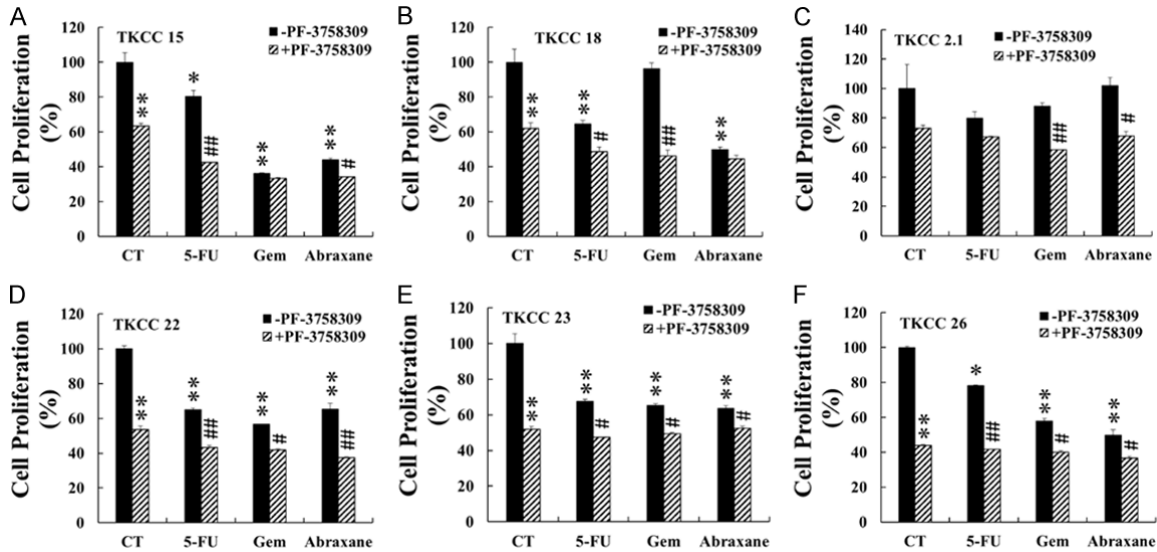 A
Cell Proliferation
(%)
120
100
80
60
40
20
0
TKCC 15
-PF-3758309
+PF-3758309
**
*
##
**
**
#
CT 5-FU Gem Abraxane
B
Cell Proliferation
(%)
120
100
80
60
40
20
0
TKCC 18
-PF-3758309
+PF-3758309
**
**
#
##
**
CT 5-FU Gem Abraxane
C
Cell Proliferation
(%)
140
120
100
80
60
40
20
0
TKCC 2.1
-PF-3758309
+PF-3758309
##
#
CT 5-FU Gem Abraxane
D
Cell Proliferation
(%)
120
100
80
60
40
20
0
TKCC 22
-PF-3758309
+PF-3758309
**
**
##
**
#
**
##
CT 5-FU Gem Abraxane
E
Cell Proliferation
(%)
120
100
80
60
40
20
0
TKCC 23
-PF-3758309
+PF-3758309
**
**
#
**
#
**
#
CT 5-FU Gem Abraxane
F
Cell Proliferation
(%)
120
100
80
60
40
20
0
TKCC 26
-PF-3758309
+PF-3758309
**
*
##
**
#
**
#
CT 5-FU Gem Abraxane